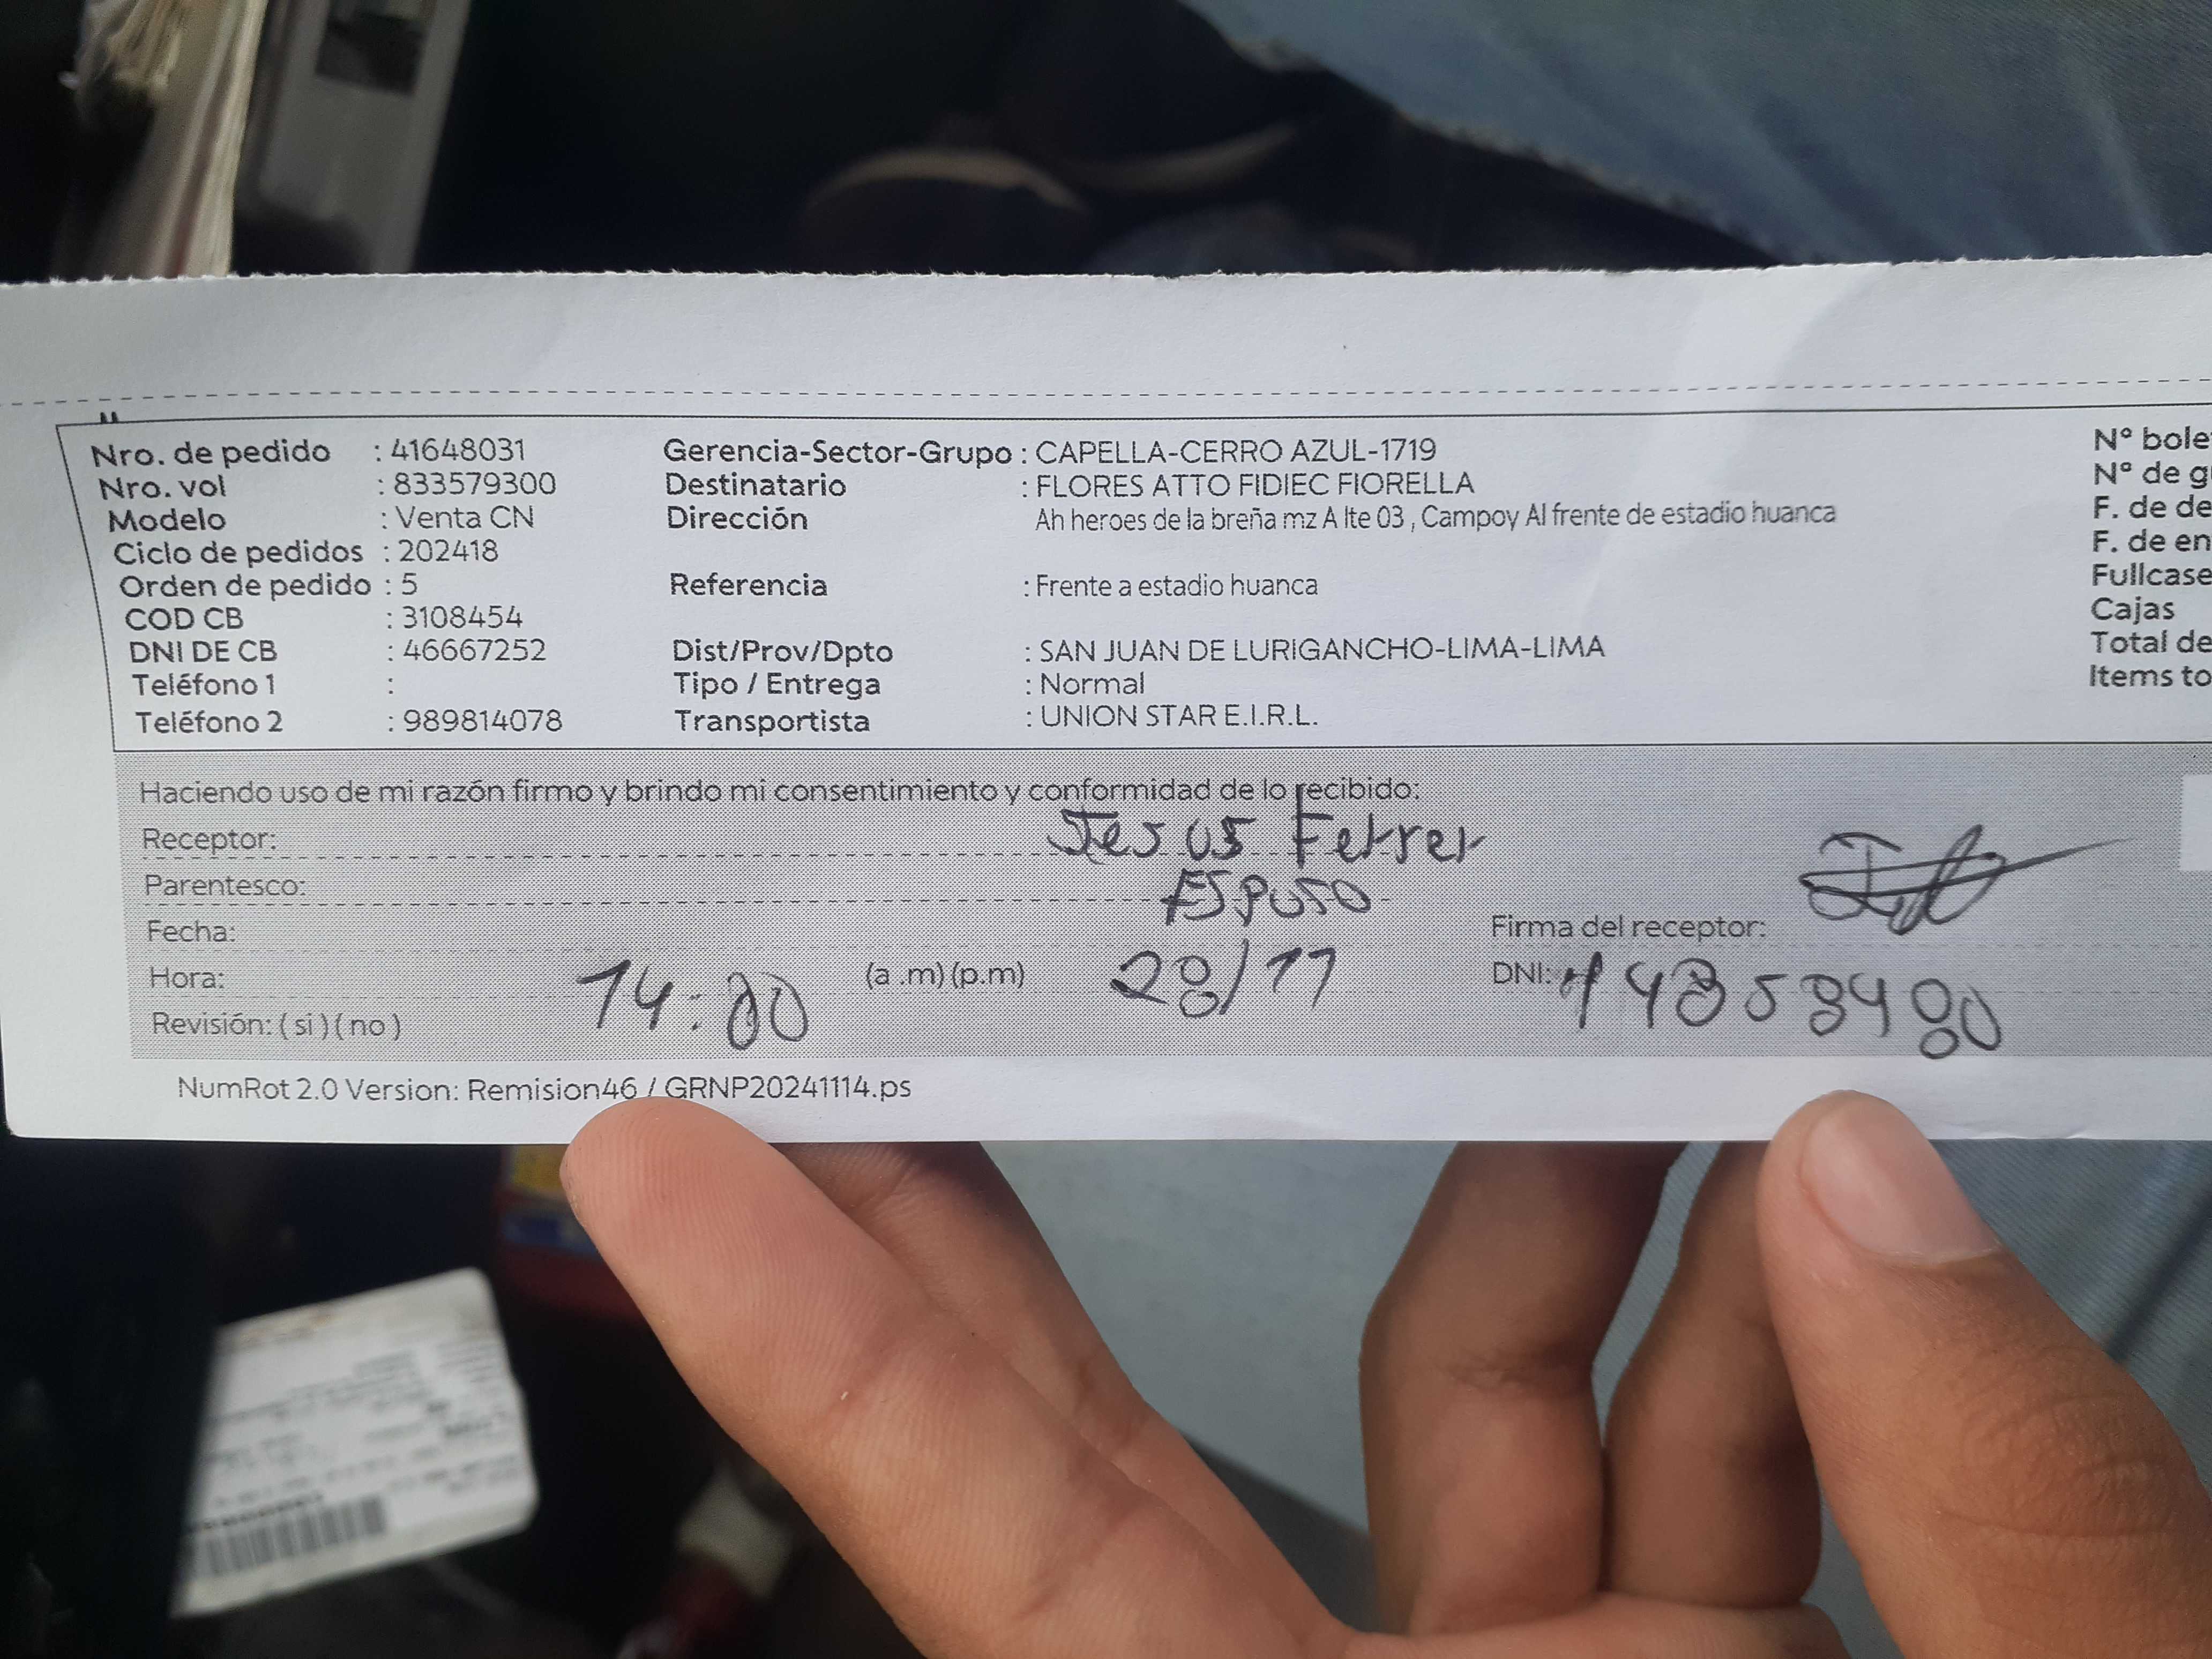 Nro. de pedido : 41648031 Gerencia-Sector-Grupo : CAPELLA-CERRO AZUL-1719 N° bole
Nro. vol : 833579300 Destinatario : FLORES ATTO FIDIEC FIORELLA N° de g
Modelo : Venta CN Dirección Ah heroes de la breña mz A lte 03 , Campoy Al frente de estadio huanca F. de de
Ciclo de pedidos : 202418 F. de en
Orden de pedido : 5 Referencia : Frente a estadio huanca Fullcase
COD CB : 3108454 Cajas
DNI DE CB : 46667252 Dist/Prov/Dpto : SAN JUAN DE LURIGANCHO-LIMA-LIMA Total de
Teléfono 1 : Tipo / Entrega : Normal Items to
Teléfono 2 : 989814078 Transportista : UNION STAR E.I.R.L.
Haciendo uso de mi razón firmo y brindo mi consentimiento y conformidad de lo recibido:
Receptor: Jesus Ferrer
Parentesco: ESPOSO
Fecha: 28/11 Firma del receptor:
Hora: 14:00 (a .m) (p.m) DNI:
Revisión: ( si ) ( no )
NumRot 2.0 Version: Remision46 / GRNP20241114.ps